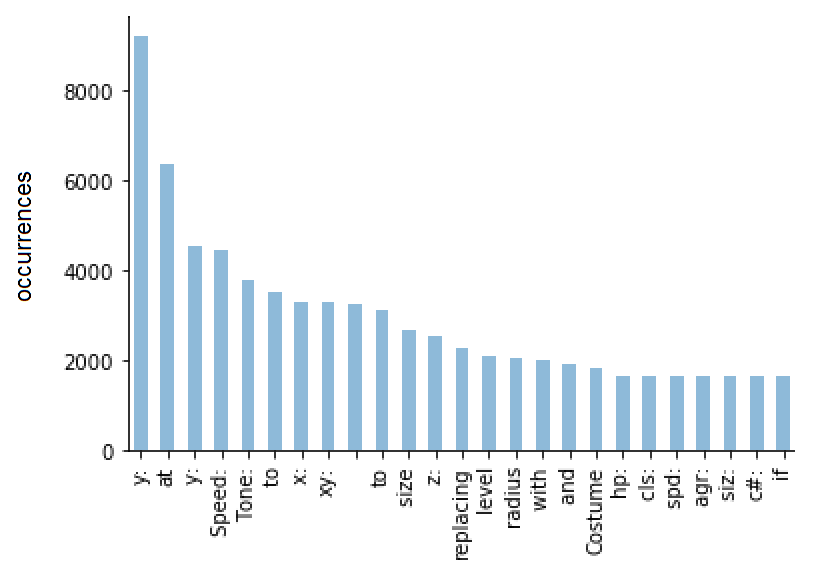 occurrences
8000
6000
4000
2000
0
y:
at
y:
Speed:
Tone:
to
x:
xy:
to
size
z:
replacing
level
radius
with
and
Costume
hp:
cls:
spd:
agr:
siz:
c#:
if